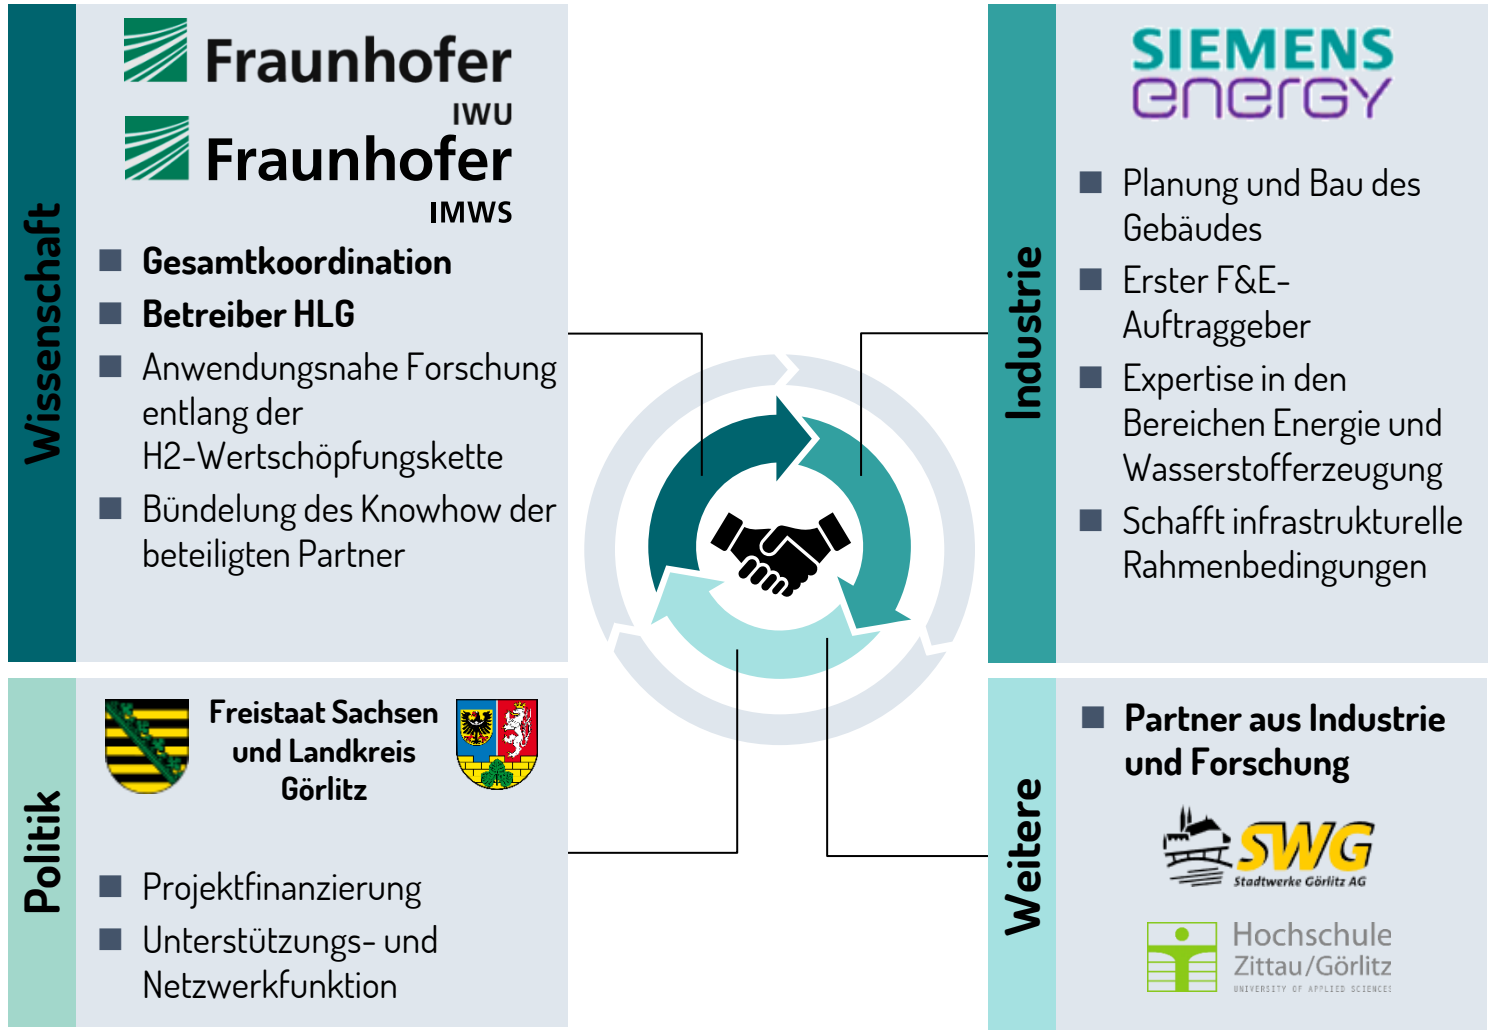 Wissenschaft
Fraunhofer
IWU
Fraunhofer
IMWS
Gesamtkoordination
Betreiber HLG
Anwendungsnahe Forschung
entlang der
H2-Wertschöpfungskette
Bündelung des Knowhow der
beteiligten Partner
Industrie
SIEMENS
energy
Planung und Bau des
Gebäudes
Erster F&E-
Auftraggeber
Expertise in den
Bereichen Energie und
Wasserstofferzeugung
Schafft infrastrukturelle
Rahmenbedingungen
Politik
Freistaat Sachsen
und Landkreis
Görlitz
Projektfinanzierung
Unterstützungs- und
Netzwerkfunktion
Weitere
Partner aus Industrie
und Forschung
SWG
Stadtwerke Görlitz AG
Hochschule
Zittau/Görlitz
UNIVERSITY OF APPLIED SCIENCES